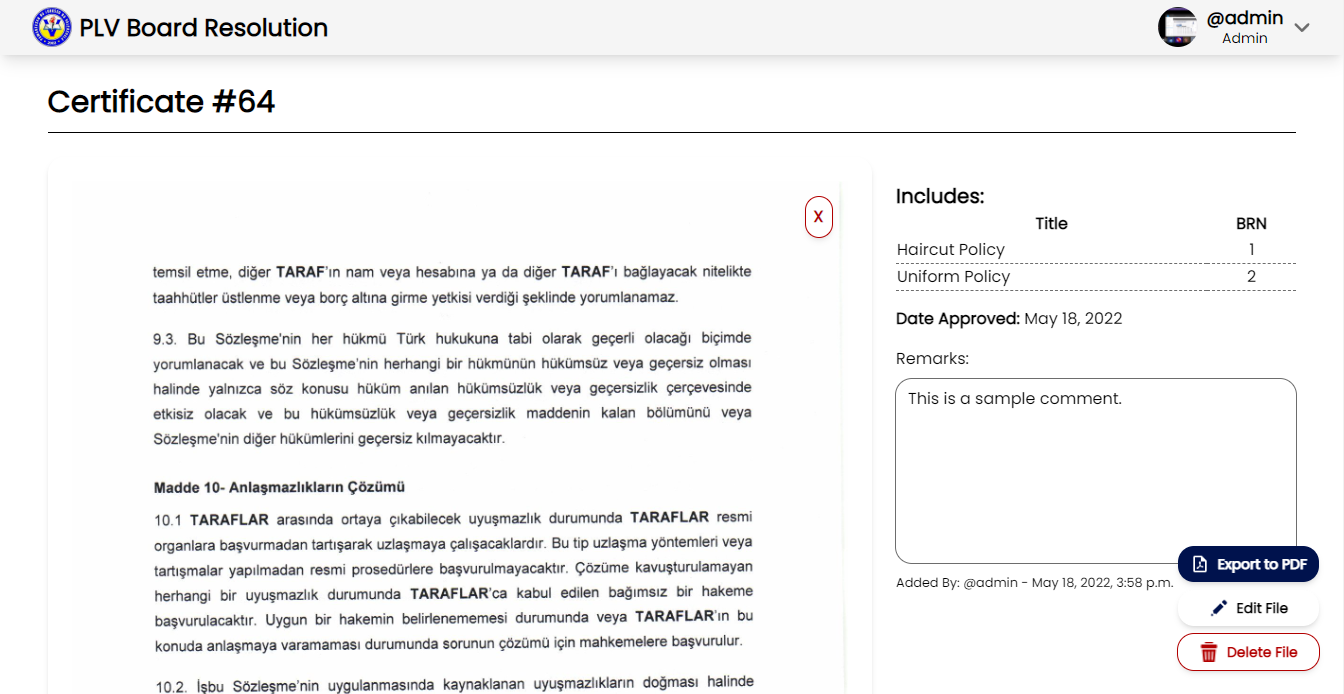 PLV Board Resolution
@admin
Admin
Certificate #64
X
temsil etme, diğer TARAF'ın nam veya hesabına ya da diğer TARAF'ı bağlayacak nitelikte
taahhütler üstlenme veya borç altına girme yetkisi verdiği şeklinde yorumlanamaz.
9.3. Bu Sözleşme'nin her hükmü Türk hukukuna tabi olarak geçerli olacağı biçimde
yorumlanacak ve bu Sözleşme'nin herhangi bir hükmünün hükümsüz veya geçersiz olması
halinde yalnızca söz konusu hüküm anılan hükümsüzlük veya geçersizlik çerçevesinde
etkisiz olacak ve bu hükümsüzlük veya geçersizlik maddenin kalan bölümünü veya
Sözleşme'nin diğer hükümlerini geçersiz kılmayacaktır.
Madde 10- Anlaşmazlıkların Çözümü
10.1 TARAFLAR arasında ortaya çıkabilecek uyuşmazlık durumunda TARAFLAR resmi
organlara başvurmadan tartışarak uzlaşmaya çalışacaklardır. Bu tip uzlaşma yöntemleri veya
tartışmalar yapılmadan resmi prosedürlere başvurulmayacaktır. Çözüme kavuşturulamayan
herhangi bir uyuşmazlık durumunda TARAFLAR'ca kabul edilen bağımsız bir hakeme
başvurulacaktır. Uygun bir hakemin belirlenememesi durumunda veya TARAFLAR'ın bu
konuda anlaşmaya varamaması durumunda sorunun çözümü için mahkemelere başvurulur.
10.2. İşbu Sözleşme'nin uygulanmasında kaynaklanan uyuşmazlıkların doğması halinde
Includes:
Title BRN
Haircut Policy 1
Uniform Policy 2
Date Approved: May 18, 2022
Remarks:
This is a sample comment.
Added By: @admin - May 18, 2022, 3:58 p.m.
Export to PDF
Edit File
Delete File